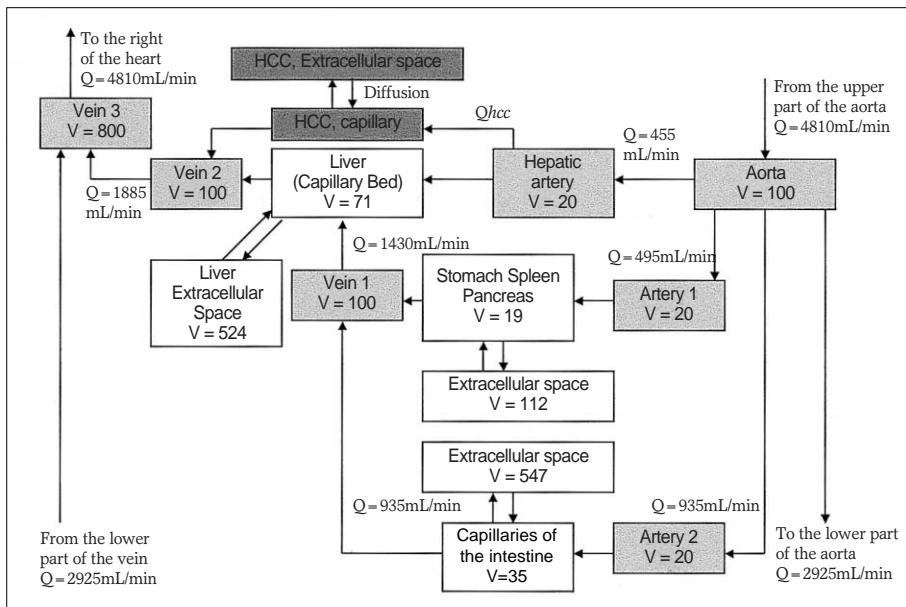 To the right
of the heart
Q=4810mL/min
Vein 3
V = 800
HCC, Extracellular space
Diffusion
HCC, capillary
Qhcc
From the upper
part of the aorta
Q=4810mL/min
Q=455
mL/min
Vein 2
V = 100
Liver
(Capillary Bed)
V = 71
Hepatic
artery
V = 20
Aorta
V = 100
Q=1885
mL/min
Liver
Extracellular
Space
V = 524
Q=1430mL/min
Vein 1
V = 100
Stomach Spleen
Pancreas
V = 19
Q=495mL/min
Artery 1
V = 20
Extracellular space
V = 112
Extracellular space
V = 547
Q=935mL/min
Q=935mL/min
From the lower
part of the vein
Q=2925mL/min
Capillaries of
the intestine
V=35
Artery 2
V = 20
To the lower part
of the aorta
Q=2925mL/min